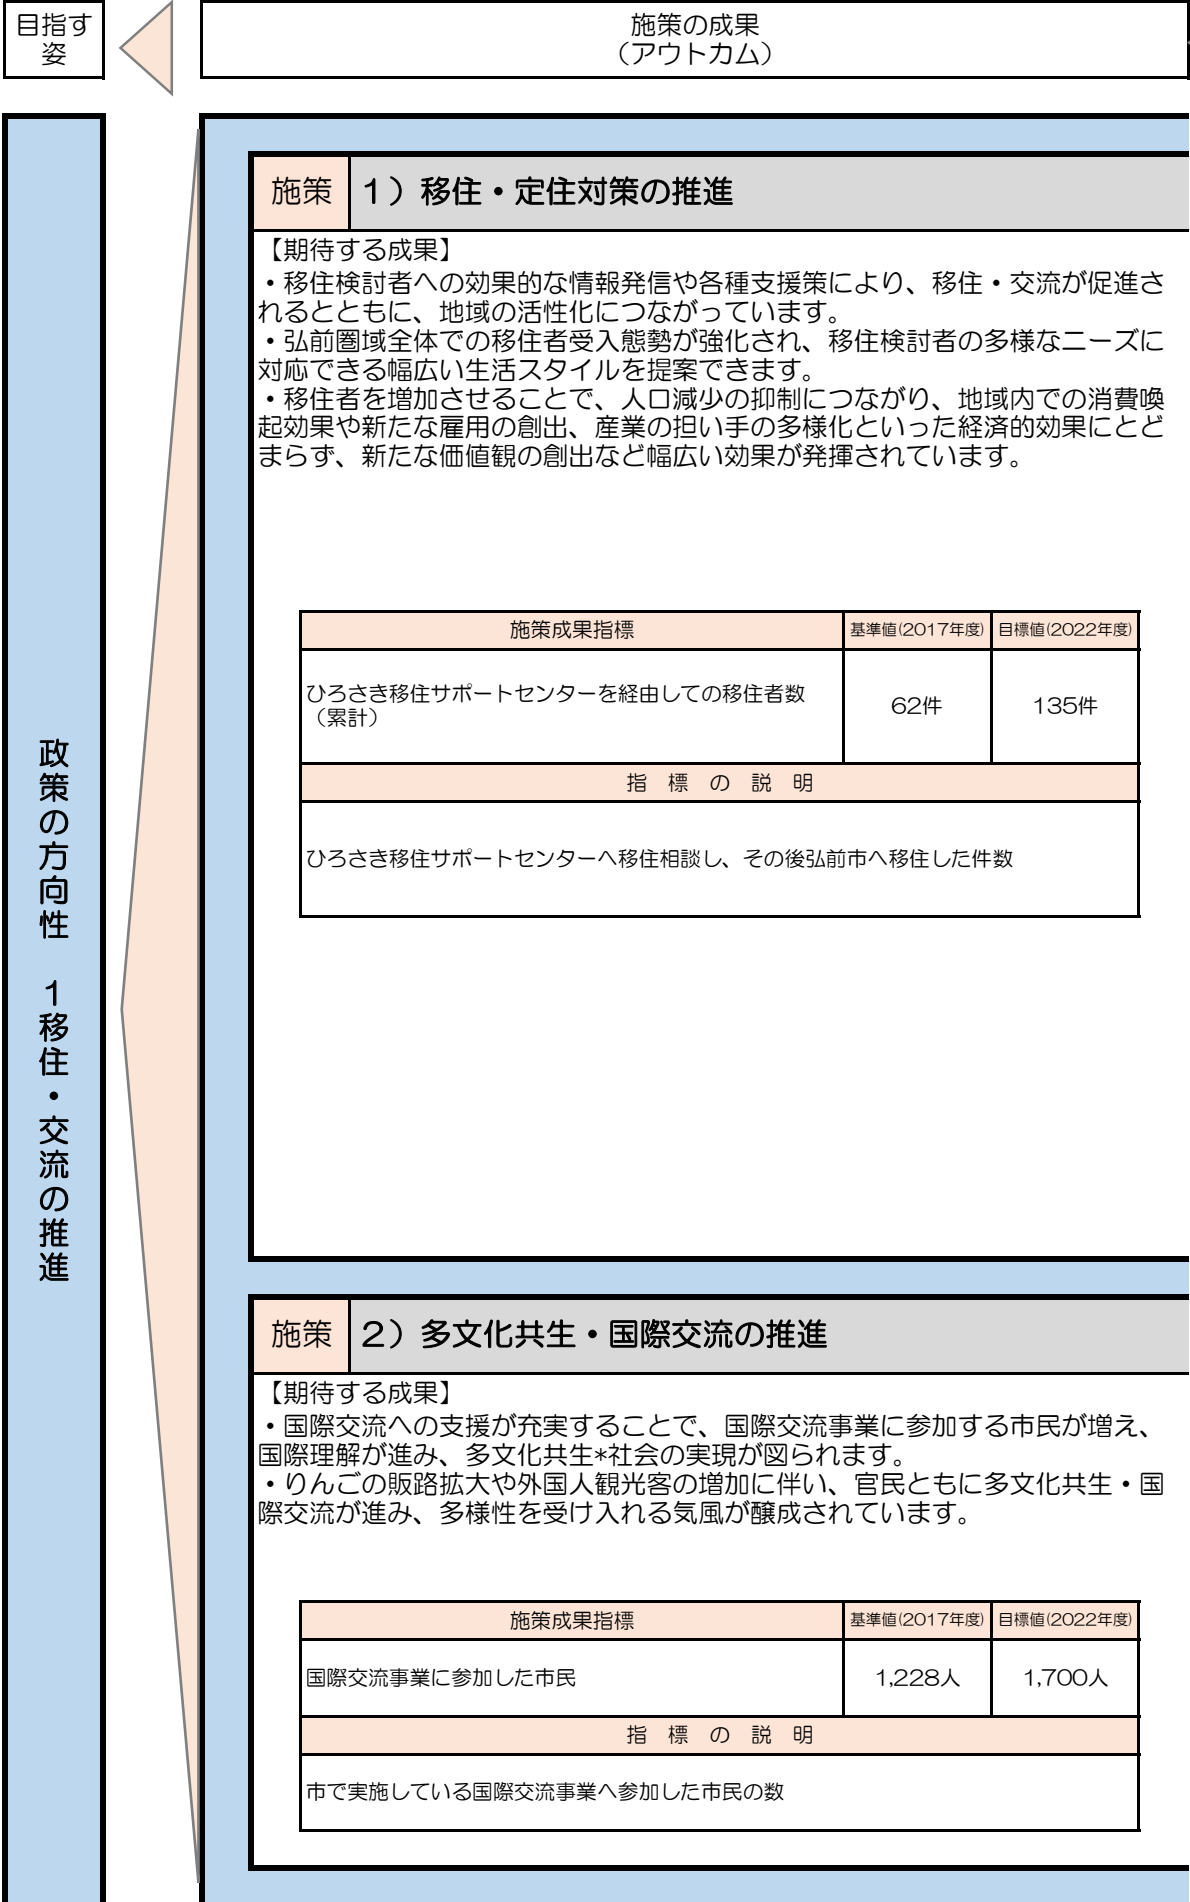 目指す
姿
施策の成果
（アウトカム）
政策の方向性　１移住・交流の推進
施策
１）移住・定住対策の推進
【期待する成果】
・移住検討者への効果的な情報発信や各種支援策により、移住・交流が促進さ
れるとともに、地域の活性化につながっています。
・弘前圏域全体での移住者受入態勢が強化され、移住検討者の多様なニーズに
対応できる幅広い生活スタイルを提案できます。
・移住者を増加させることで、人口減少の抑制につながり、地域内での消費喚
起効果や新たな雇用の創出、産業の担い手の多様化といった経済的効果にとど
まらず、新たな価値観の創出など幅広い効果が発揮されています。
施策成果指標
基準値(2017年度)
目標値(2022年度)
ひろさき移住サポートセンターを経由しての移住者数
（累計）
62件
135件
指　標　の　説　明
ひろさき移住サポートセンターへ移住相談し、その後弘前市へ移住した件数
施策
２）多文化共生・国際交流の推進
【期待する成果】
・国際交流への支援が充実することで、国際交流事業に参加する市民が増え、
国際理解が進み、多文化共生*社会の実現が図られます。
・りんごの販路拡大や外国人観光客の増加に伴い、官民ともに多文化共生・国
際交流が進み、多様性を受け入れる気風が醸成されています。
施策成果指標
基準値(2017年度)
目標値(2022年度)
国際交流事業に参加した市民
1,228人
1,700人
指　標　の　説　明
市で実施している国際交流事業へ参加した市民の数